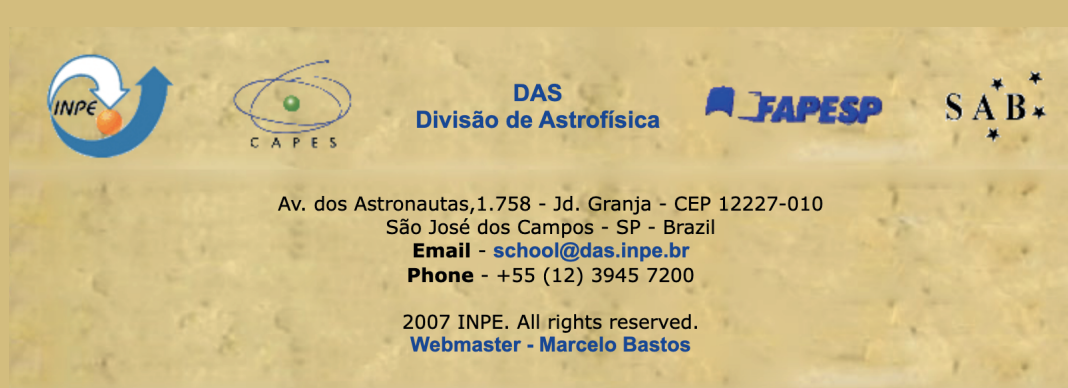 INPE
CAPES
DAS
Divisão de Astrofísica
FAPESP
SAB
Av. dos Astronautas,1.758 - Jd. Granja - CEP 12227-010
São José dos Campos - SP - Brazil
Email - school@das.inpe.br
Phone - +55 (12) 3945 7200
2007 INPE. All rights reserved.
Webmaster - Marcelo Bastos